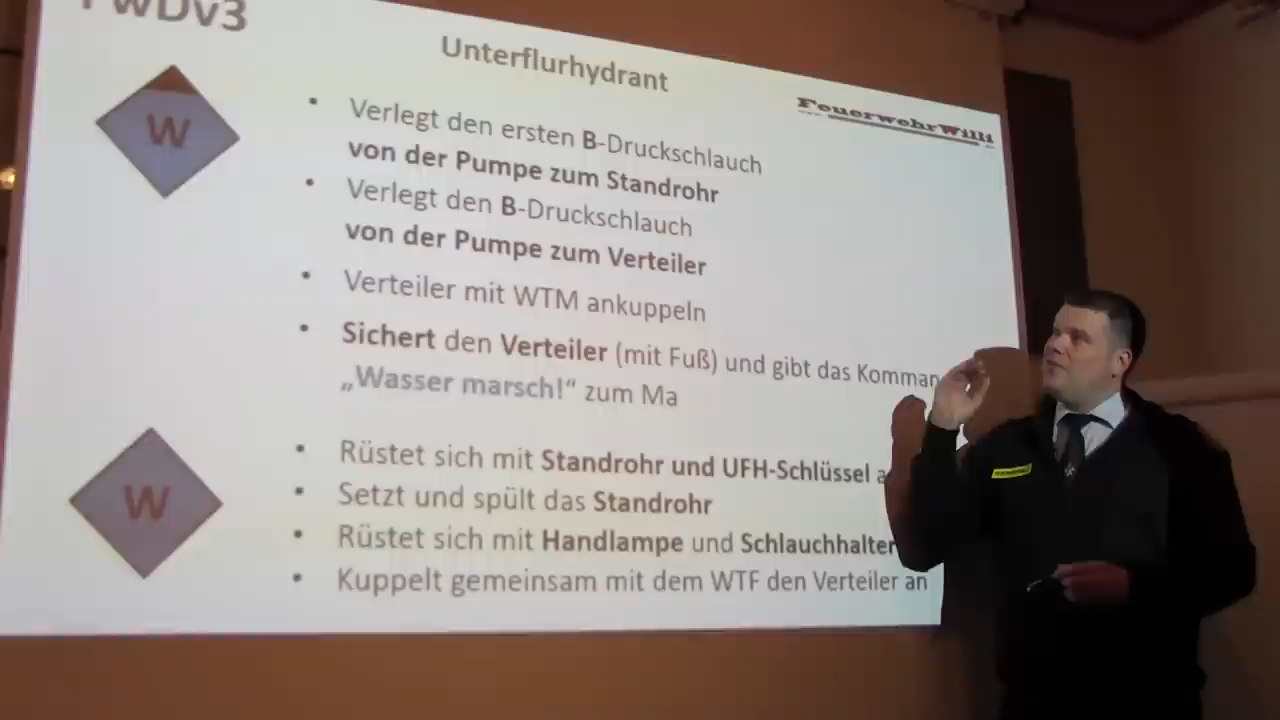 FwDv3
Unterflurhydrant
FeuerwehrWilli
W
• Verlegt den ersten B-Druckschlauch
von der Pumpe zum Standrohr
• Verlegt den B-Druckschlauch
von der Pumpe zum Verteiler
• Verteiler mit WTM ankuppeln
• Sichert den Verteiler (mit Fuß) und gibt das Komman
„Wasser marsch!“ zum Ma
W
• Rüstet sich mit Standrohr und UFH-Schlüssel a
• Setzt und spült das Standrohr
• Rüstet sich mit Handlampe und Schlauchhalter
• Kuppelt gemeinsam mit dem WTF den Verteiler an